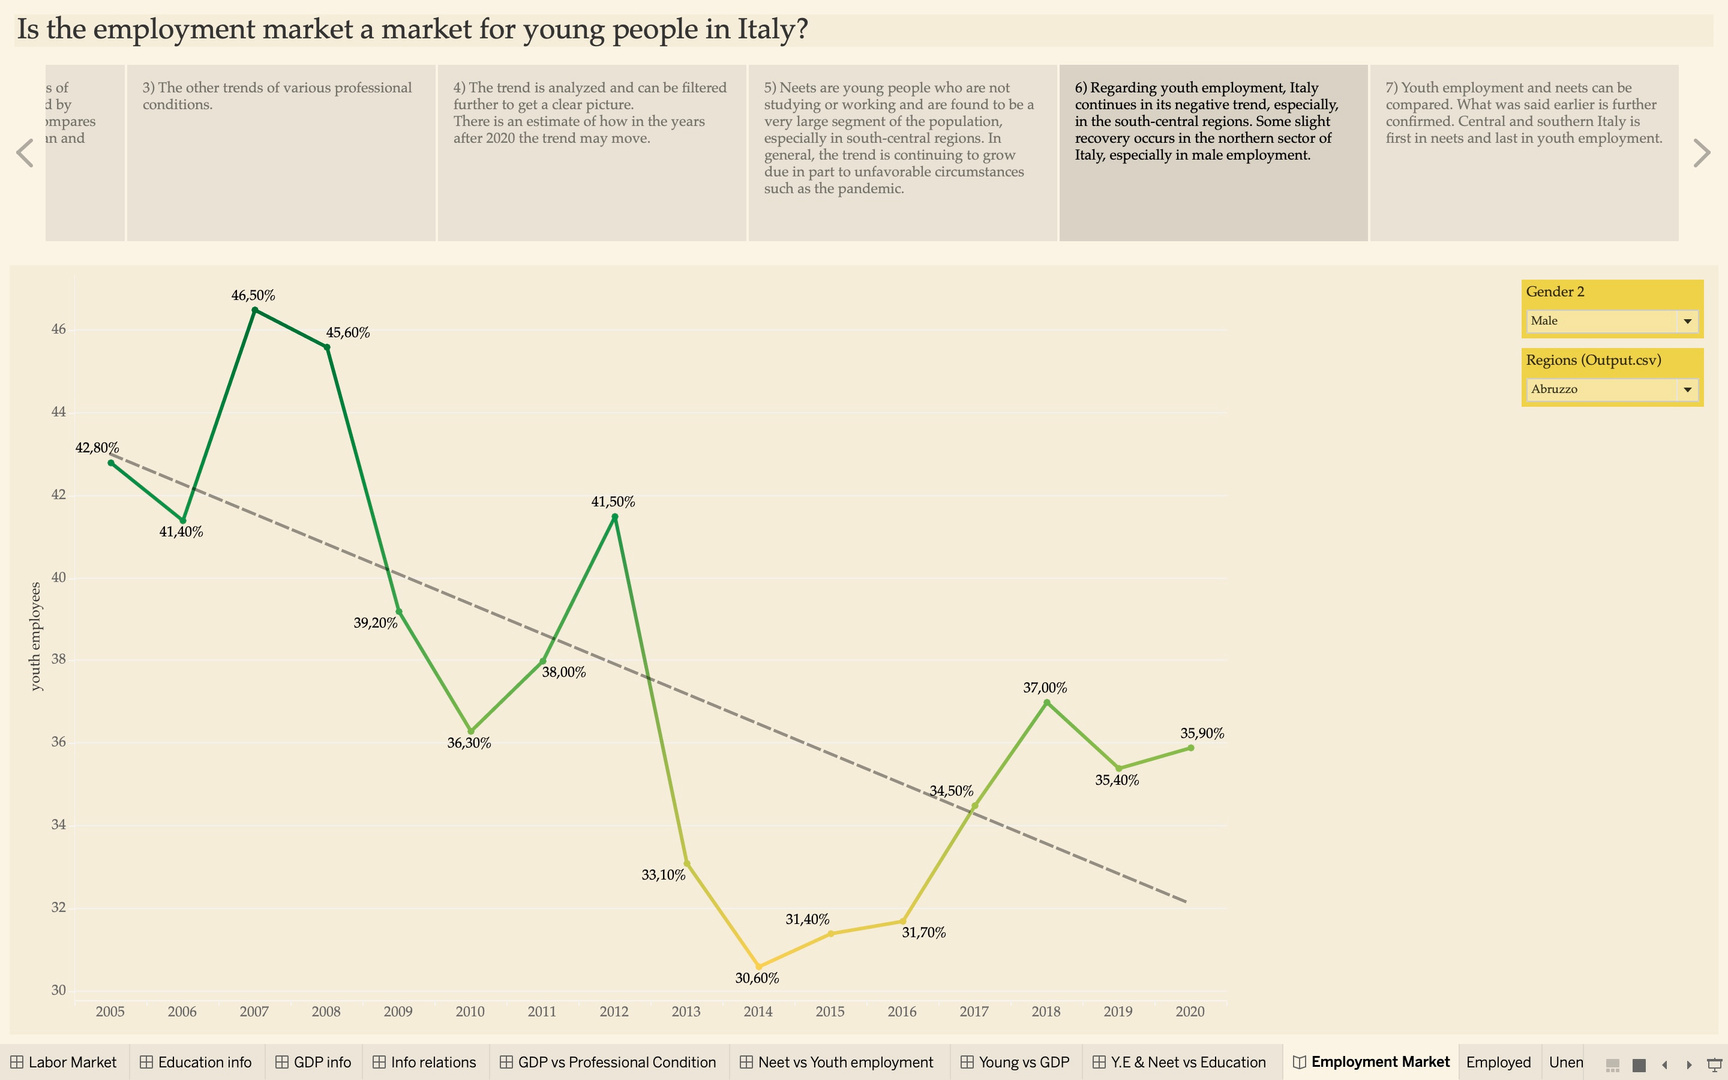 Is the employment market a market for young people in Italy?
s of
d by
ompares
an and
3) The other trends of various professional
conditions.
4) The trend is analyzed and can be filtered
further to get a clear picture.
There is an estimate of how in the years
after 2020 the trend may move.
5) Neets are young people who are not
studying or working and are found to be a
very large segment of the population,
especially in south-central regions. In
general, the trend is continuing to grow
due in part to unfavorable circumstances
such as the pandemic.
6) Regarding youth employment, Italy
continues in its negative trend, especially,
in the south-central regions. Some slight
recovery occurs in the northern sector of
Italy, especially in male employment.
7) Youth employment and neets can be
compared. What was said earlier is further
confirmed. Central and southern Italy is
first in neets and last in youth employment.
Gender 2
Male
Regions (Output.csv)
Abruzzo
youth employees
46
44
42
40
38
36
34
32
30
42,80%
41,40%
46,50%
45,60%
39,20%
36,30%
38,00%
41,50%
33,10%
30,60%
31,40%
31,70%
34,50%
37,00%
35,40%
35,90%
2005 2006 2007 2008 2009 2010 2011 2012 2013 2014 2015 2016 2017 2018 2019 2020
Labor Market Education info GDP info Info relations GDP vs Professional Condition Neet vs Youth employment Young vs GDP Y.E & Neet vs Education Employment Market Employed Unen